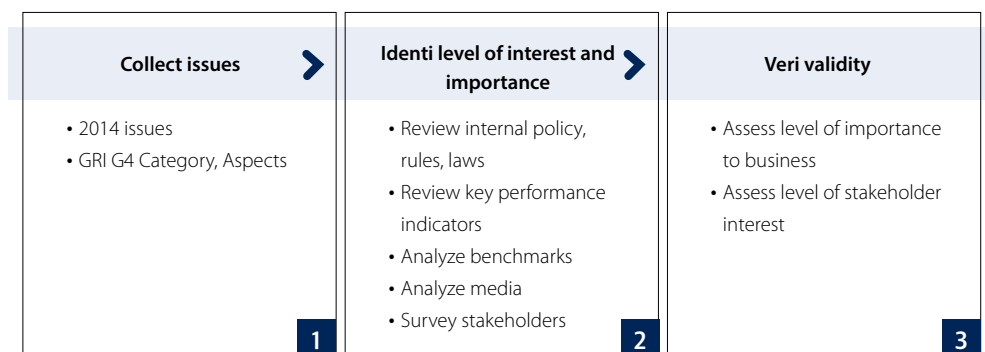 Collect issues
• 2014 issues
• GRI G4 Category, Aspects
1
Identi level of interest and
importance
• Review internal policy,
rules, laws
• Review key performance
indicators
• Analyze benchmarks
• Analyze media
• Survey stakeholders
2
Veri validity
• Assess level of importance
to business
• Assess level of stakeholder
interest
3